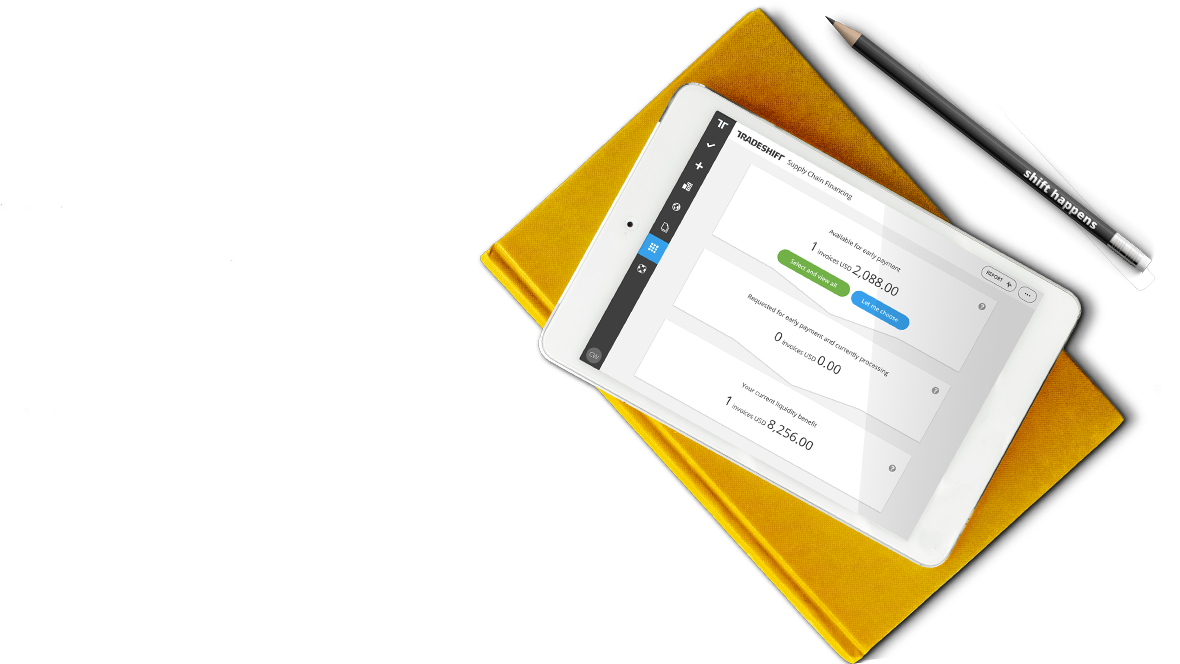 TRADESHIFT Supply Chain Financing
REPORT
Available for early payment
1 invoices USD 2,088.00
Select and view all
Let me choose
Requested for early payment and currently processing
0 invoices USD 0.00
Your current liquidity benefit
1 invoices USD 8,256.00
CW
shift happens